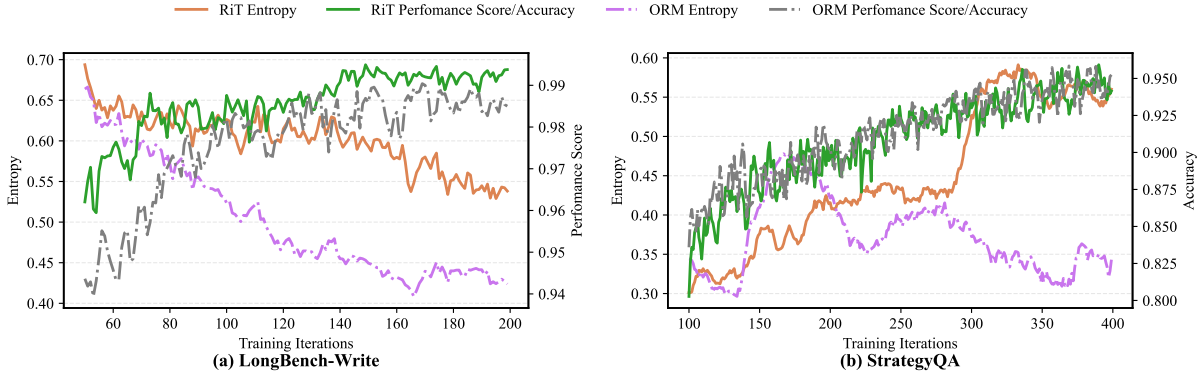 RiT Entropy RiT Perfomance Score/Accuracy ORM Entropy ORM Perfomance Score/Accuracy
0.70
0.65
0.60
0.55
0.50
0.45
0.40
Entropy
0.99
0.98
0.97
0.96
0.95
0.94
Perfomance Score
60 80 100 120 140 160 180 200
Training Iterations
(a) LongBench-Write
0.60
0.55
0.50
0.45
0.40
0.35
0.30
Entropy
0.950
0.925
0.900
0.875
0.850
0.825
0.800
Accuracy
100 150 200 250 300 350 400
Training Iterations
(b) StrategyQA